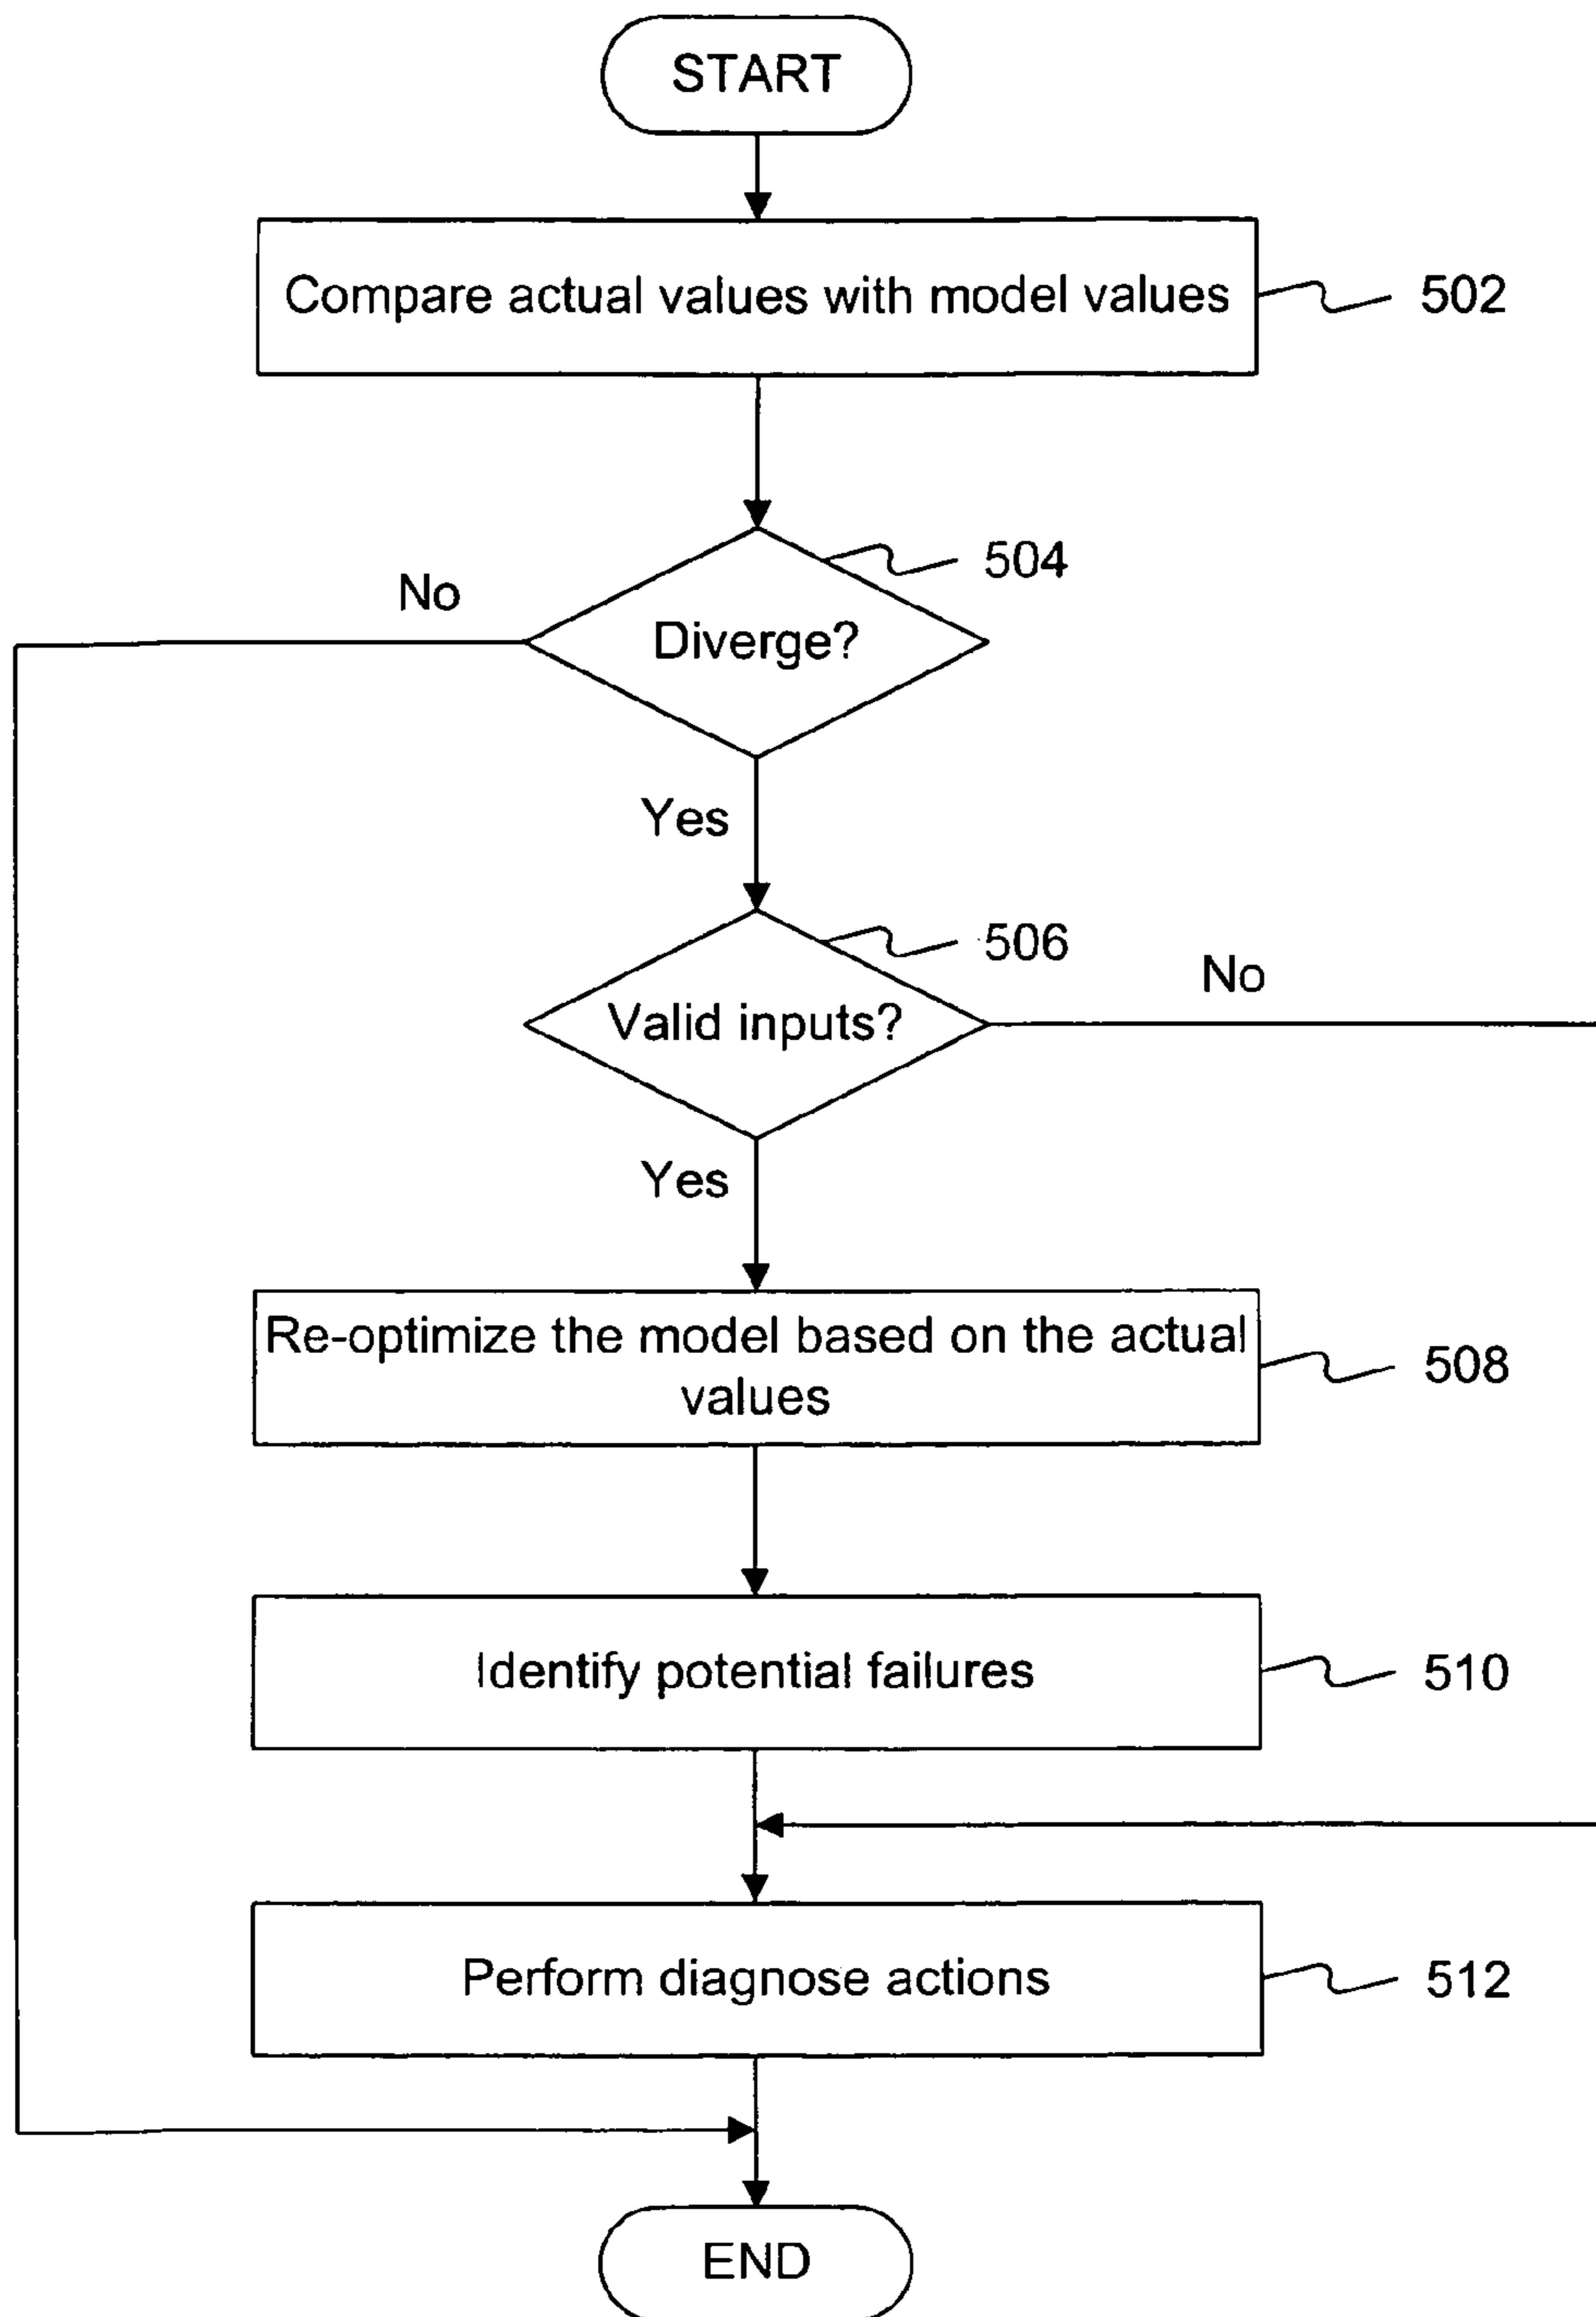 START
Compare actual values with model values
502
504
No
Diverge?
Yes
506
No
Valid inputs?
Yes
Re-optimize the model based on the actual
values
508
Identify potential failures
510
Perform diagnose actions
512
END